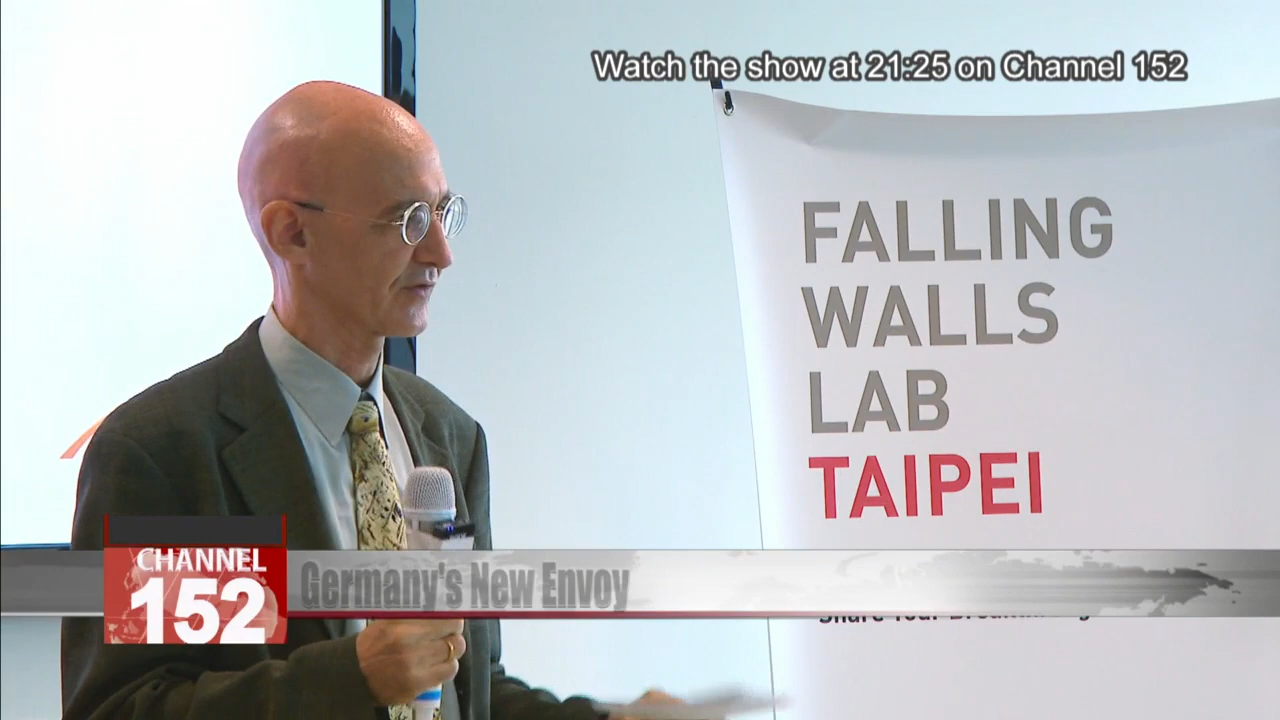 Watch the show at 21:25 on Channel 152
FALLING
WALLS
LAB
TAIPEI
CHANNEL
152
Germany's New Envoy